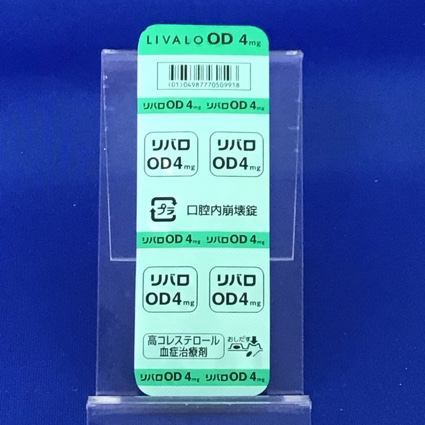 LIVALO OD 4mg
(01)04987770509918
リバロOD 4mg リバロOD 4mg
リバロ リバロ
OD4mg OD4mg
プラ 口腔内崩壊錠
リバロOD 4mg リバロOD 4mg
リバロ リバロ
OD4mg OD4mg
高コレステロール おしだす
血症治療剤
リバロOD 4mg リバロOD 4mg